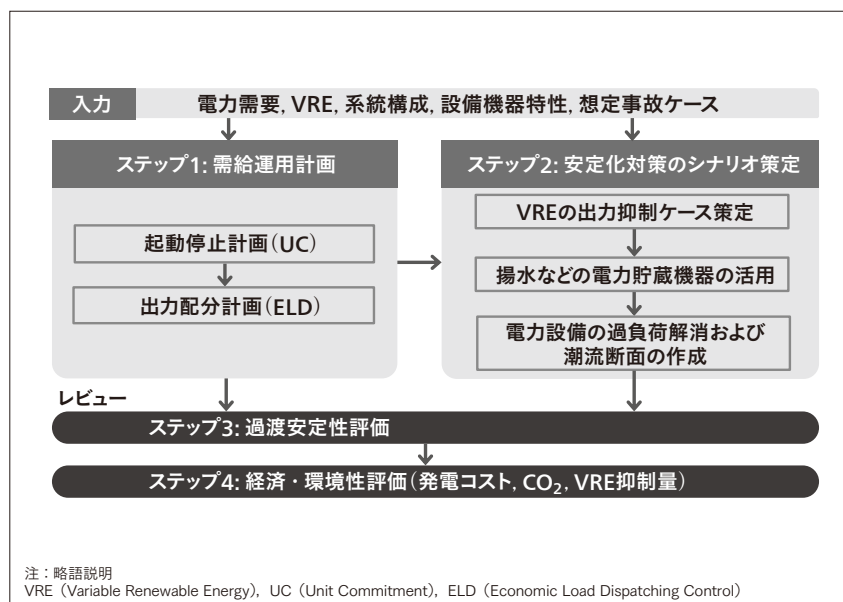 入力
電力需要, VRE, 系統構成, 設備機器特性, 想定事故ケース
ステップ1: 需給運用計画
起動停止計画(UC)
出力配分計画(ELD)
ステップ2: 安定化対策のシナリオ策定
VREの出力抑制ケース策定
揚水などの電力貯蔵機器の活用
電力設備の過負荷解消および
潮流断面の作成
レビュー
ステップ3: 過渡安定性評価
ステップ4: 経済・環境性評価(発電コスト, CO₂, VRE抑制量)
注：略語説明
VRE（Variable Renewable Energy），UC（Unit Commitment），ELD（Economic Load Dispatching Control）